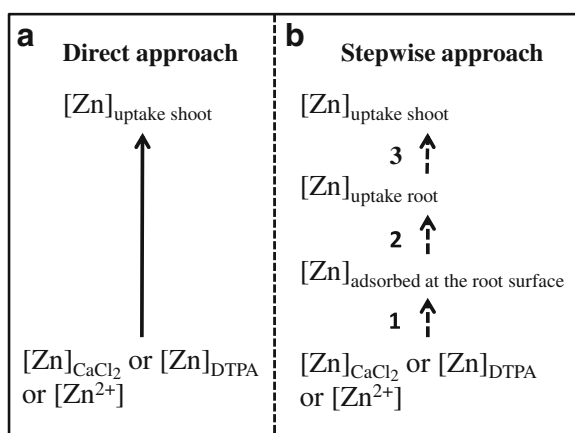 a
Direct approach
[Zn]uptake shoot
[Zn]CaCl2 or [Zn]DTPA
or [Zn2+]
b
Stepwise approach
[Zn]uptake shoot
3
[Zn]uptake root
2
[Zn]adsorbed at the root surface
1
[Zn]CaCl2 or [Zn]DTPA
or [Zn2+]